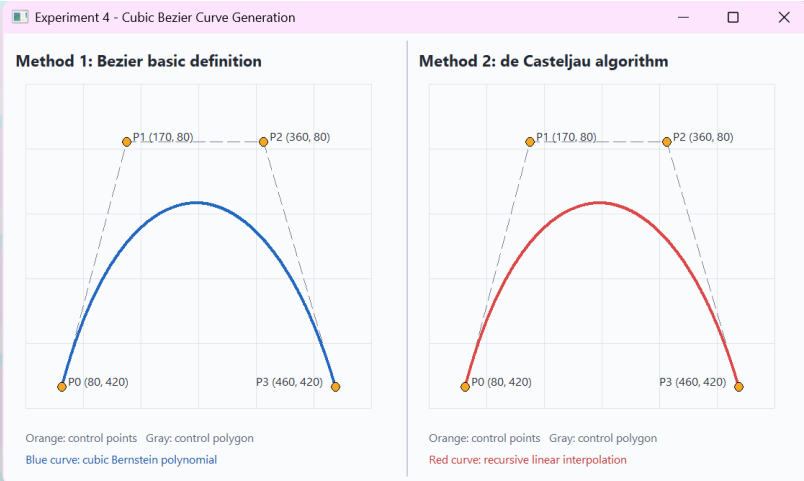 Experiment 4 - Cubic Bezier Curve Generation
Method 1: Bezier basic definition
P1 (170, 80)
P2 (360, 80)
P0 (80, 420)
P3 (460, 420)
Orange: control points Gray: control polygon
Blue curve: cubic Bernstein polynomial
Method 2: de Casteljau algorithm
P1 (170, 80)
P2 (360, 80)
P0 (80, 420)
P3 (460, 420)
Orange: control points Gray: control polygon
Red curve: recursive linear interpolation